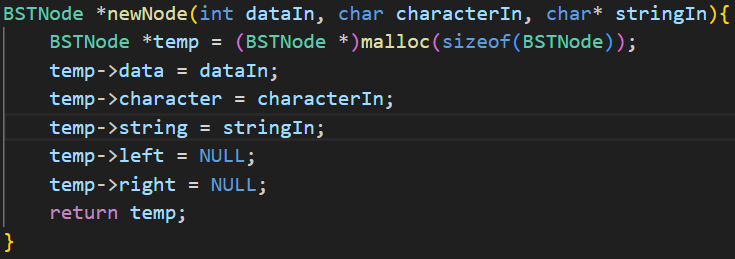 BSTNode *newNode(int dataIn, char characterIn, char* stringIn){
    BSTNode *temp = (BSTNode *)malloc(sizeof(BSTNode));
    temp->data = dataIn;
    temp->character = characterIn;
    temp->string = stringIn;
    temp->left = NULL;
    temp->right = NULL;
    return temp;
}